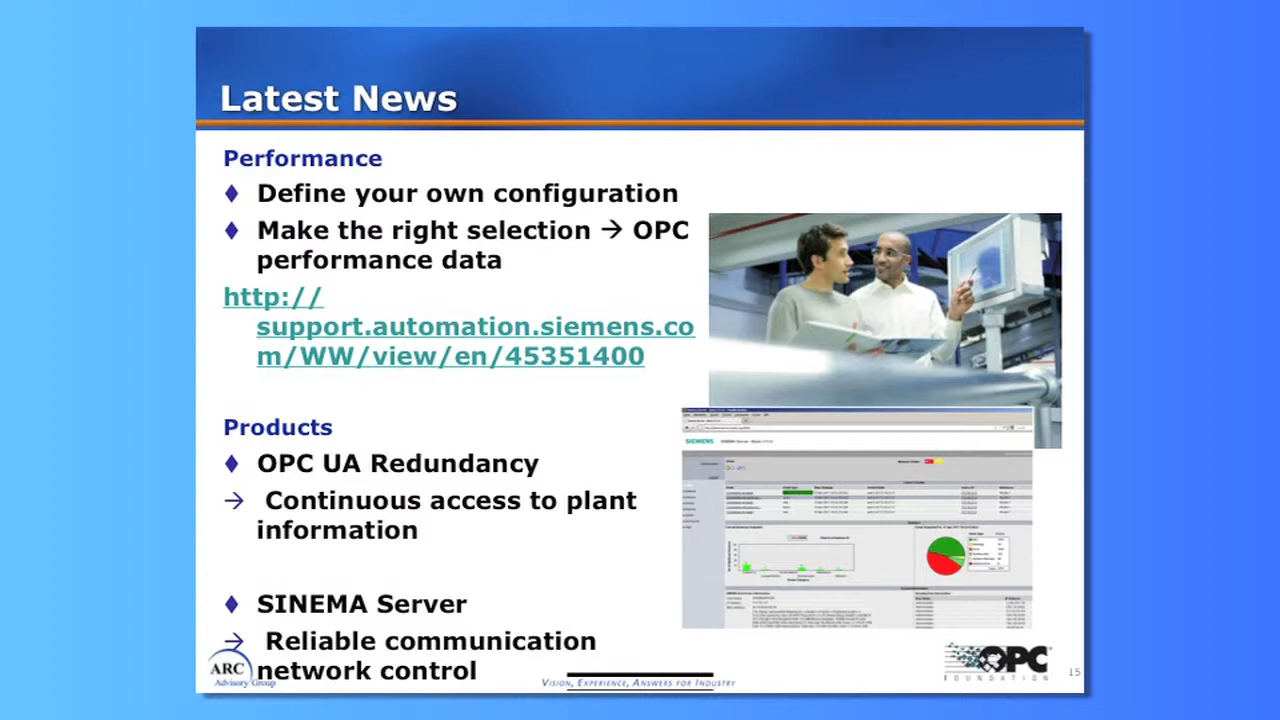 Latest News
Performance
♦ Define your own configuration
♦ Make the right selection → OPC
performance data
http://
support.automation.siemens.co
m/WW/view/en/45351400
Products
♦ OPC UA Redundancy
→ Continuous access to plant
information
♦ SINEMA Server
→ Reliable communication
network control
SIEMENS
ARC
Advisory Group
Vision, Experience, Answers for Industry
OPC
FOUNDATION
15